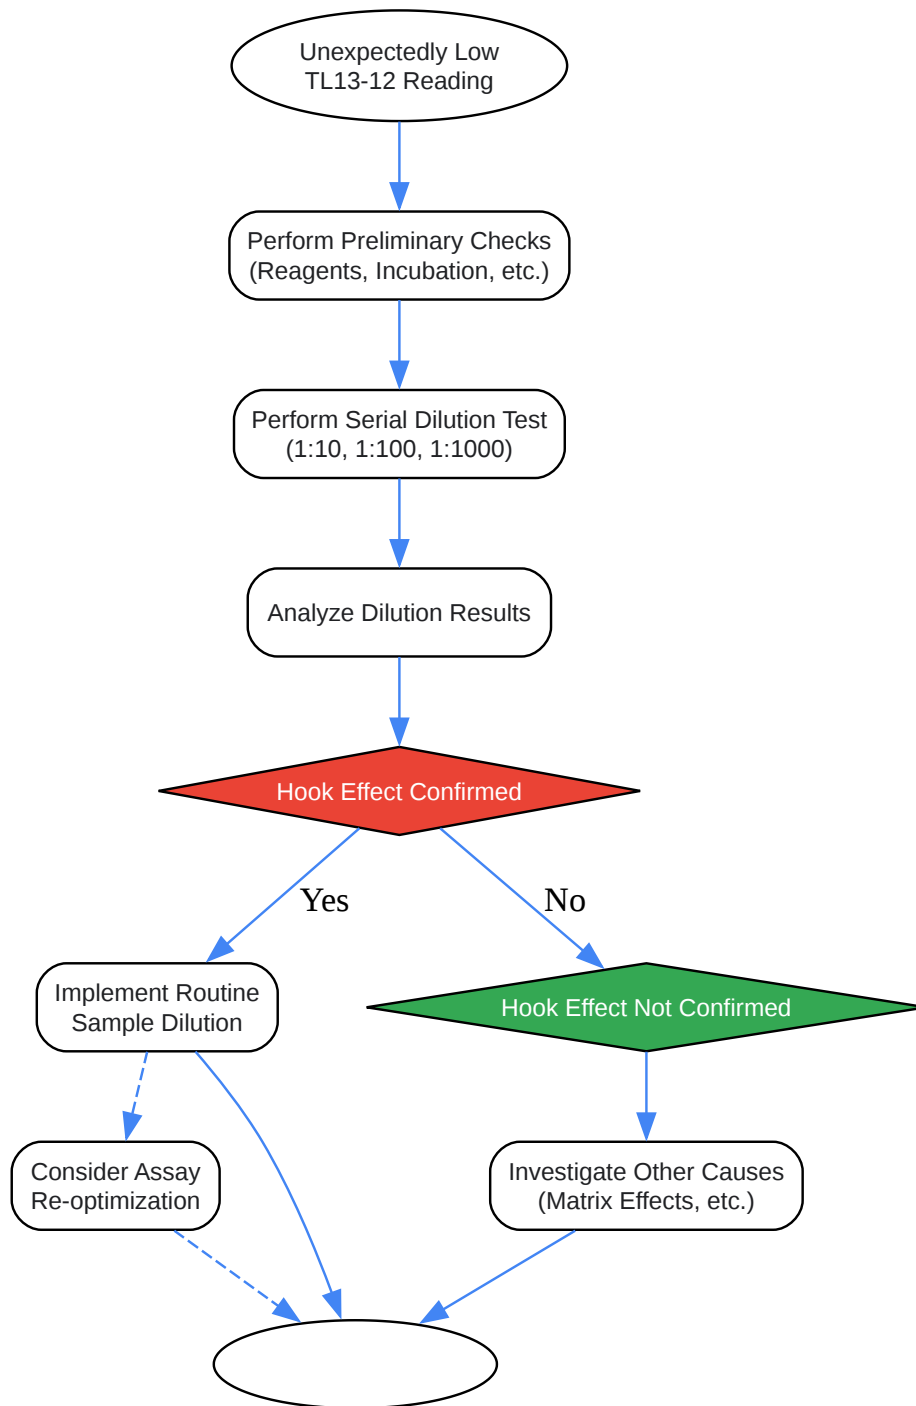 Unexpectedly Low
TL13-12 Reading
Perform Preliminary Checks
(Reagents, Incubation, etc.)
Perform Serial Dilution Test
(1:10, 1:100, 1:1000)
Analyze Dilution Results
Hook Effect Confirmed
Yes
No
Implement Routine
Sample Dilution
Hook Effect Not Confirmed
Consider Assay
Re-optimization
Investigate Other Causes
(Matrix Effects, etc.)